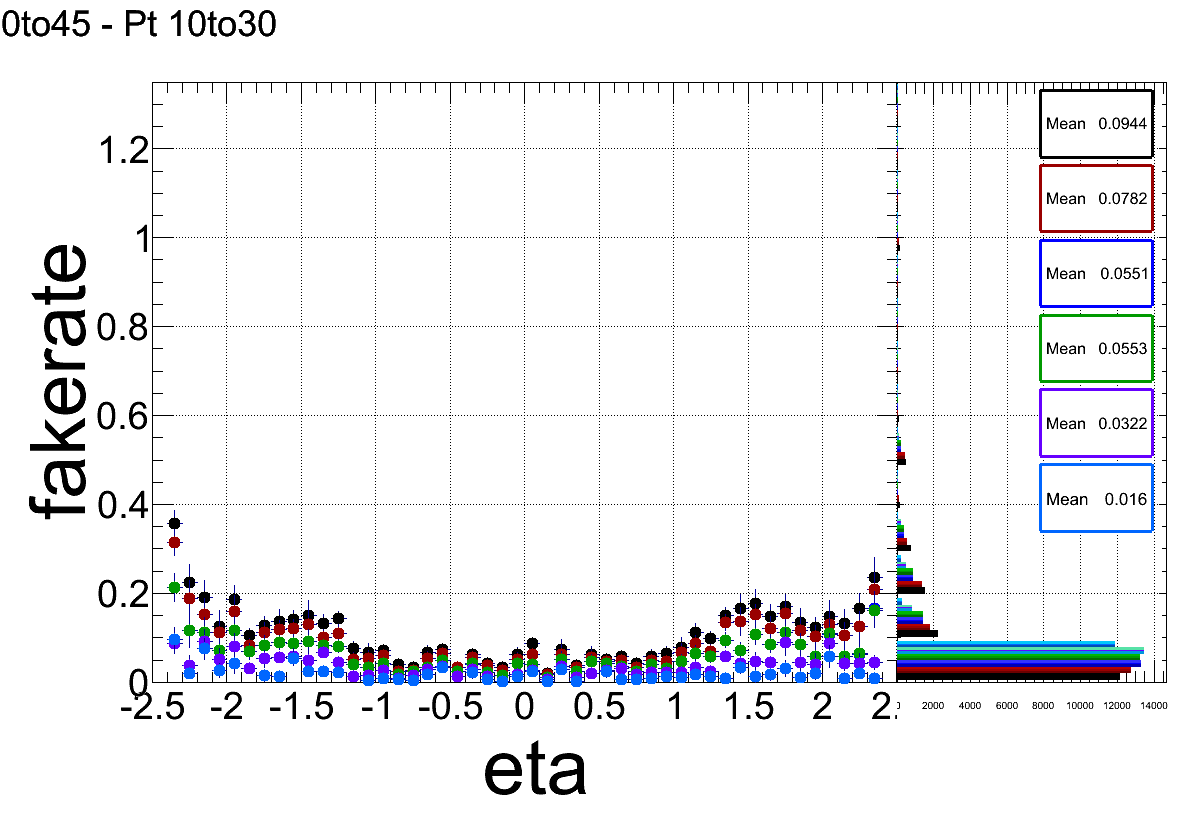 0to45 - Pt 10to30
fakerate
1.2
1
0.8
0.6
0.4
0.2
0
-2.5 -2 -1.5 -1 -0.5 0 0.5 1 1.5 2 2.
eta
Mean 0.0944
Mean 0.0782
Mean 0.0551
Mean 0.0553
Mean 0.0322
Mean 0.016
0 2000 4000 6000 8000 10000 12000 14000